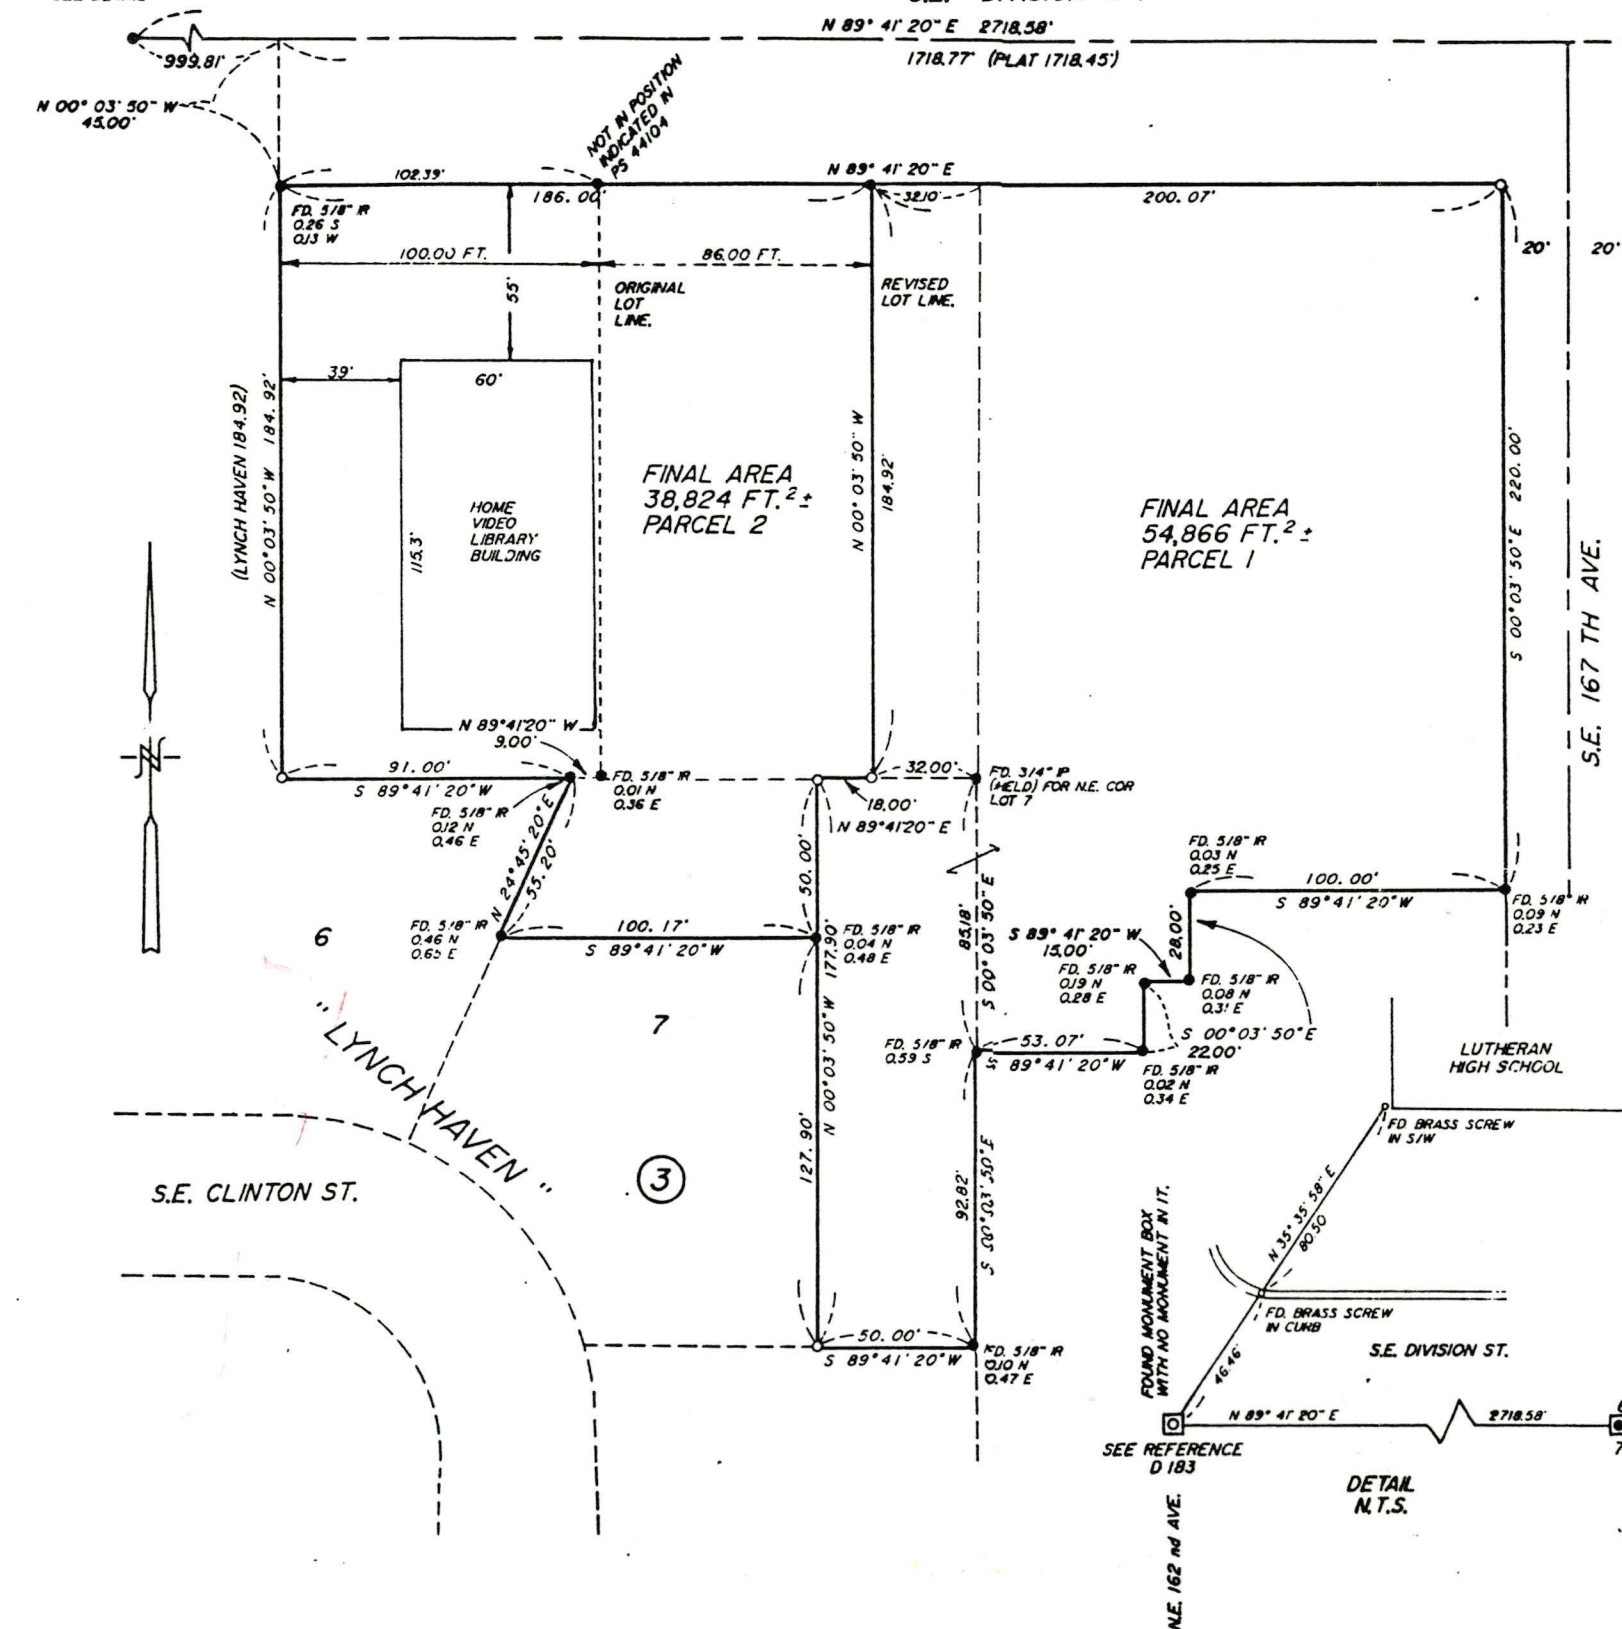 N 89° 41' 20" E 2718.58'
1718.77' (PLAT 1718.45')
999.81'
N 00° 03' 50" W
45.00'
NOT IN POSITION
INDICATED IN
PS 44104
102.39'
186.00'
N 89° 41' 20" E
32.10'
200.07'
FD. 5/8" IR
0.26 S
0.13 W
20'
20'
100.00 FT.
86.00 FT.
55'
ORIGINAL
LOT
LINE.
REVISED
LOT LINE.
39'
60'
(LYNCH HAVEN 184.92)
N 00° 03' 50" W 184.92'
115.3'
HOME
VIDEO
LIBRARY
BUILDING
FINAL AREA
38,824 FT.² ±
PARCEL 2
N 00° 03' 50" W
184.92'
FINAL AREA
54,866 FT.² ±
PARCEL 1
S 00° 03' 50" E 220.00'
S.E. 167 TH AVE.
N
N 89°41'20" W
9.00'
91.00'
S 89°41'20"W
FD. 5/8" IR
0.12 N
0.46 E
FD. 5/8" IR
0.01 N
0.36 E
32.00'
18.00'
N 89°41'20" E
FD. 3/4" IP
(HELD) FOR N.E. COR
LOT 7
N 24° 45' 20" E
55.20'
50.00'
FD. 5/8" IR
0.03 N
0.25 E
100.00'
S 89°41'20"W
FD. 5/8" IR
0.09 N
0.23 E
6
FD. 5/8" IR
0.46 N
0.65 E
100.17'
S 89°41'20"W
FD. 5/8" IR
0.04 N
0.48 E
N 00° 03' 50" W 177.90'
85.18'
S 00° 03' 50" E
S 89° 41' 20" W
15.00'
28.00'
FD. 5/8" IR
0.19 N
0.28 E
FD. 5/8" IR
0.08 N
0.31 E
S 00°03'50"E
22.00'
7
"LYNCH HAVEN"
FD. 5/8" IR
0.59 S
53.07'
S 89°41'20"W
FD. 5/8" IR
0.02 N
0.34 E
LUTHERAN
HIGH SCHOOL
FD. BRASS SCREW
IN S/W
127.90'
3
S.E. CLINTON ST.
92.82'
S 00°03'50"E
FOUND MONUMENT BOX
WITH NO MONUMENT IN IT.
N 35° 35' 58" E
80.50
FD. BRASS SCREW
IN CURB
50.00'
S 89°41'20"W
FD. 5/8" IR
0.10 N
0.47 E
S.E. DIVISION ST.
46.46'
N 89° 41' 20" E
2718.58'
7
SEE REFERENCE
D 183
DETAIL
N.T.S.
N.E. 162 nd AVE.